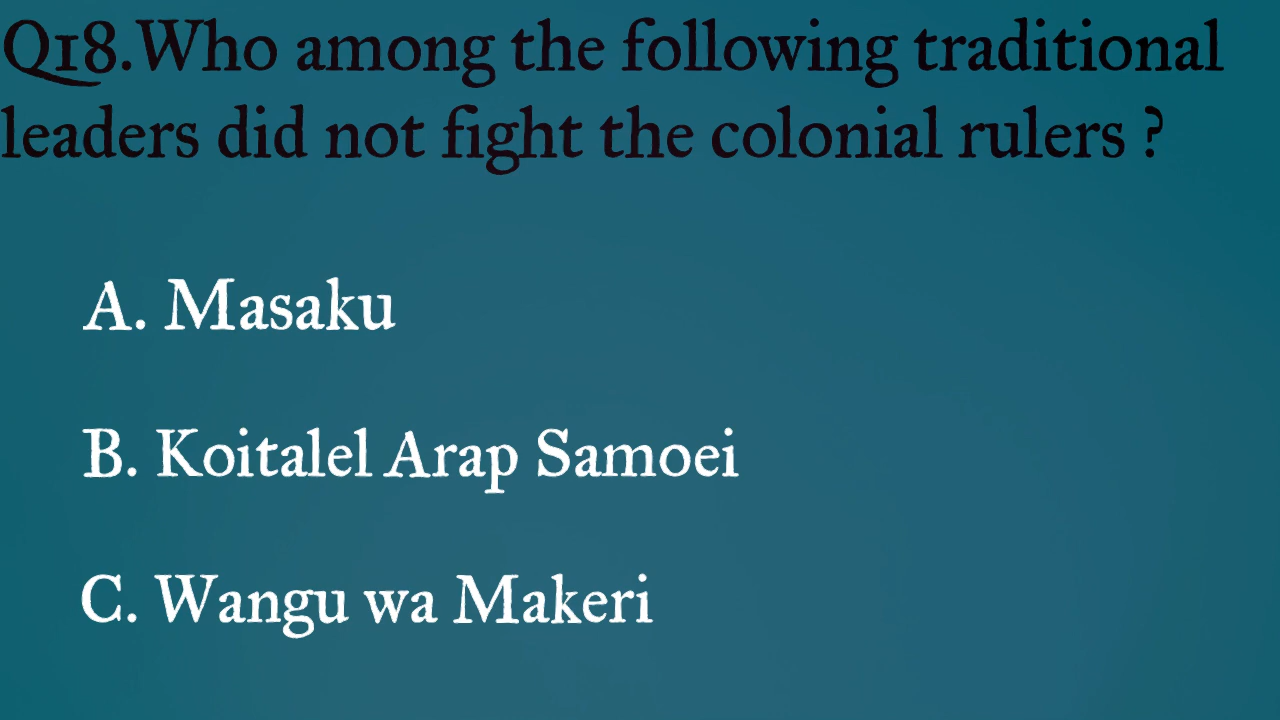 Q18.Who among the following traditional
leaders did not fight the colonial rulers ?
A. Masaku
B. Koitalel Arap Samoei
C. Wangu wa Makeri